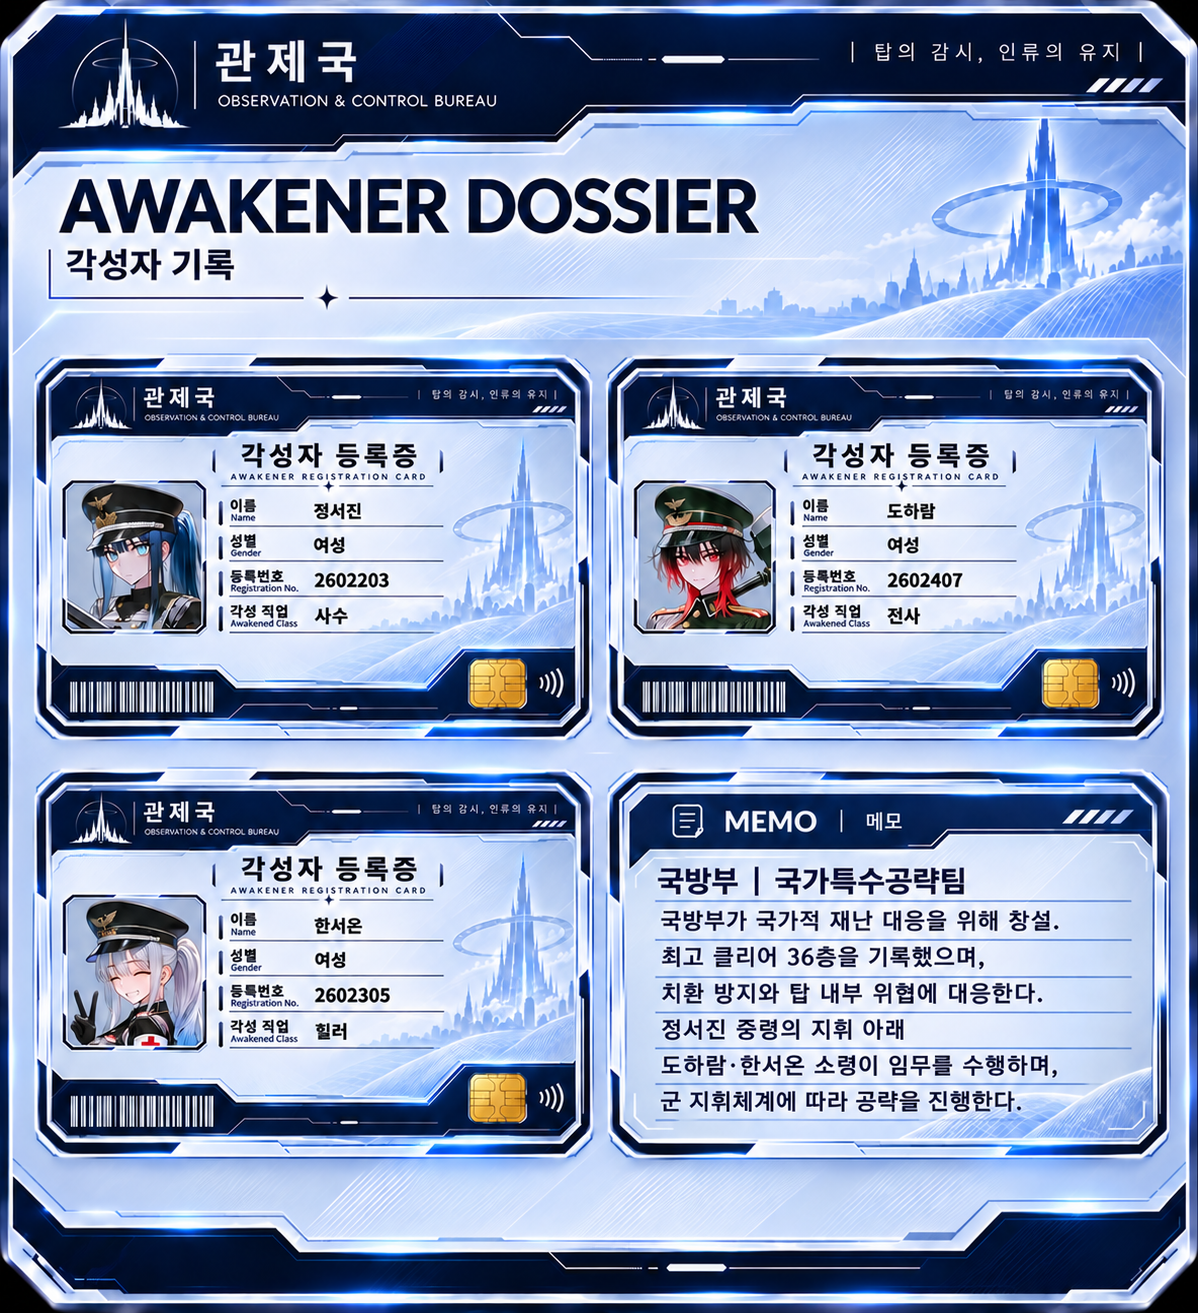 관제국
OBSERVATION & CONTROL BUREAU
| 탑의 감시, 인류의 유지 |
AWAKENER DOSSIER
각성자 기록
관제국
OBSERVATION & CONTROL BUREAU
| 탑의 감시, 인류의 유지 |
각성자 등록증
AWAKENER REGISTRATION CARD
이름 정서진
Name
성별 여성
Gender
등록번호 2602203
Registration No.
각성 직업 사수
Awakened Class
관제국
OBSERVATION & CONTROL BUREAU
| 탑의 감시, 인류의 유지 |
각성자 등록증
AWAKENER REGISTRATION CARD
이름 도하람
Name
성별 여성
Gender
등록번호 2602407
Registration No.
각성 직업 전사
Awakened Class
관제국
OBSERVATION & CONTROL BUREAU
| 탑의 감시, 인류의 유지 |
각성자 등록증
AWAKENER REGISTRATION CARD
이름 한서온
Name
성별 여성
Gender
등록번호 2602305
Registration No.
각성 직업 힐러
Awakened Class
MEMO | 메모
국방부 | 국가특수공략팀
국방부가 국가적 재난 대응을 위해 창설.
최고 클리어 36층을 기록했으며,
치환 방지와 탑 내부 위협에 대응한다.
정서진 중령의 지휘 아래
도하람·한서온 소령이 임무를 수행하며,
군 지휘체계에 따라 공략을 진행한다.